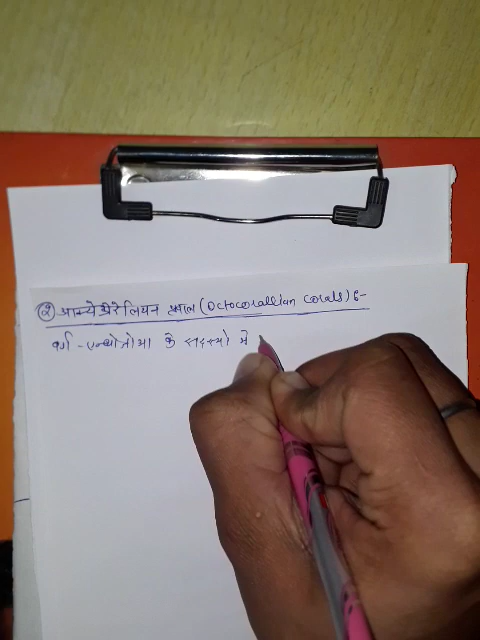 ② आक्टोकोरेलियन प्रवाल (Octocorallian Corals) :-
वर्ग - एन्थोजोआ के सदस्यो मे